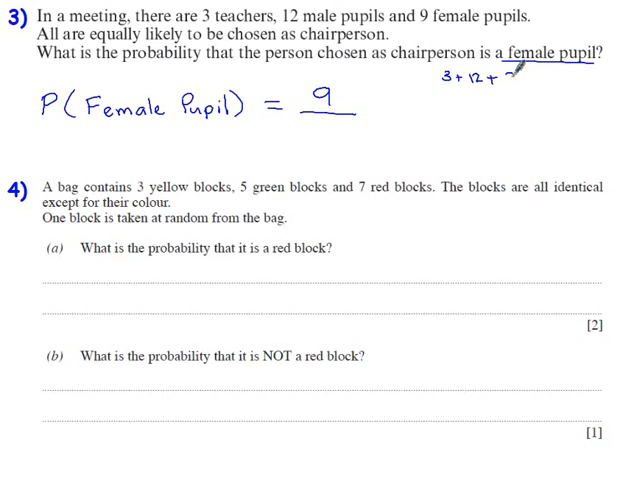 3) In a meeting, there are 3 teachers, 12 male pupils and 9 female pupils.
All are equally likely to be chosen as chairperson.
What is the probability that the person chosen as chairperson is a female pupil?
3 + 12 +
P(Female Pupil) = 9
4) A bag contains 3 yellow blocks, 5 green blocks and 7 red blocks. The blocks are all identical
except for their colour.
One block is taken at random from the bag.
(a) What is the probability that it is a red block?
[2]
(b) What is the probability that it is NOT a red block?
[1]